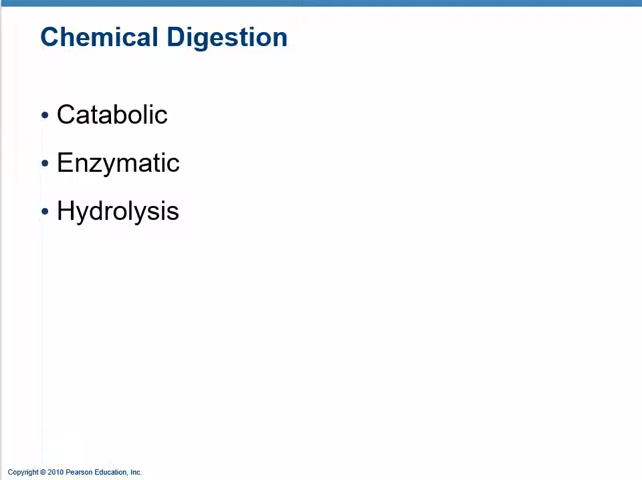 Chemical Digestion
• Catabolic
• Enzymatic
• Hydrolysis
Copyright © 2010 Pearson Education, Inc.